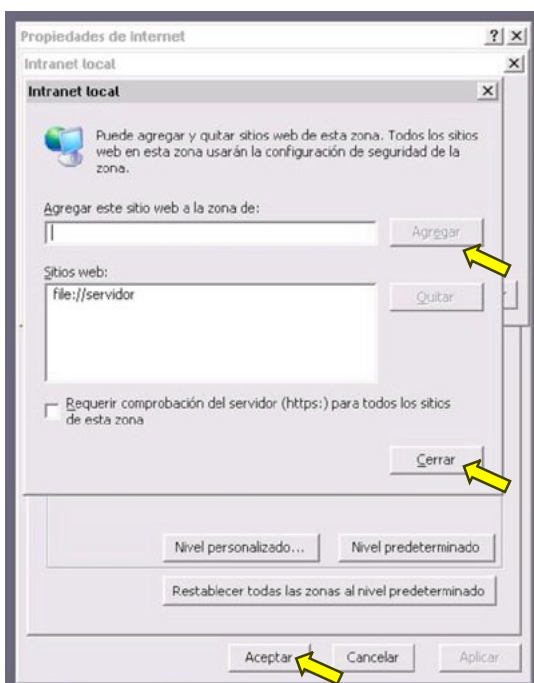 Propiedades de Internet
Intranet local
Intranet local
Puede agregar y quitar sitios web de esta zona. Todos los sitios
web en esta zona usarán la configuración de seguridad de la
zona.
Agregar este sitio web a la zona de:
Agregar
Sitios web:
file://servidor
Quitar
Requerir comprobación del servidor (https:) para todos los sitios
de esta zona
Cerrar
Nivel personalizado... Nivel predeterminado
Restablecer todas las zonas al nivel predeterminado
Aceptar Cancelar Aplicar